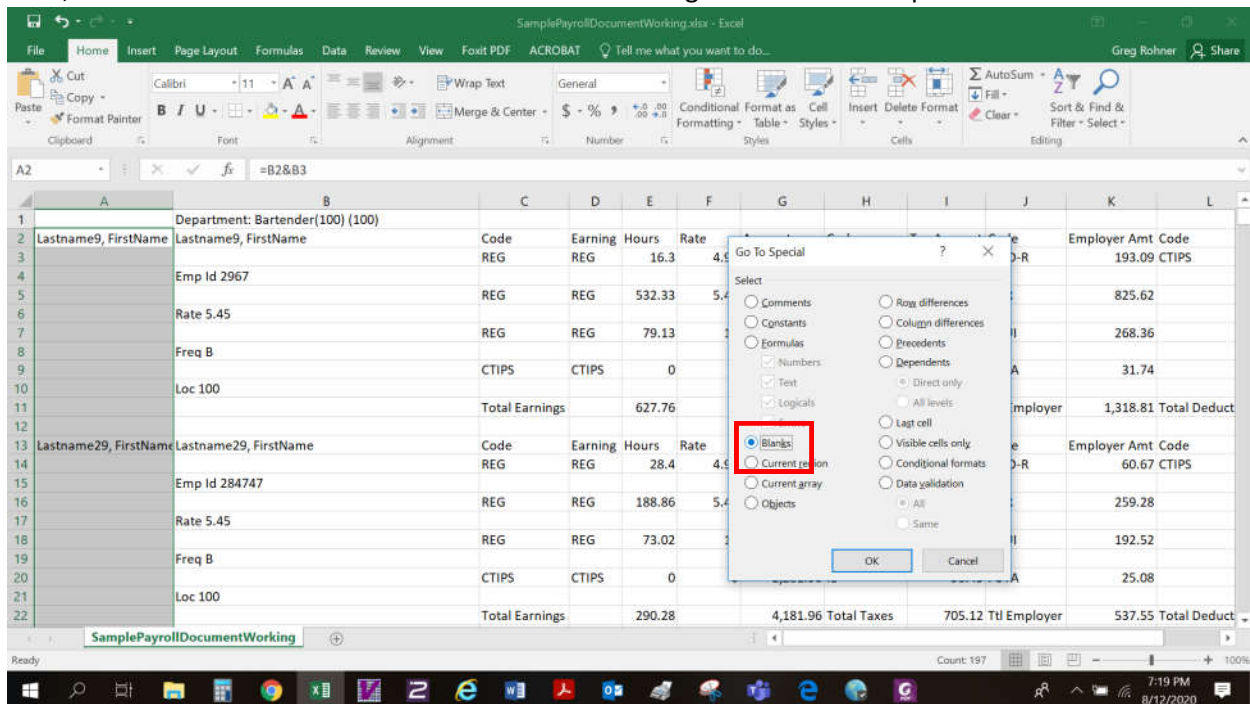 SamplePayrollDocumentWorking.xlsx - Excel
File Home Insert Page Layout Formulas Data Review View Foxit PDF ACROBAT Tell me what you want to do... Greg Rohner Share
Cut
Copy
Format Painter
Paste
Calibri 11
B I U
Wrap Text
Merge & Center
General
$ - % ,
Conditional Formatting
Format as Table
Cell Styles
Insert Delete Format
AutoSum
Fill
Clear
Sort & Filter
Find & Select
Clipboard Font Alignment Number Styles Cells Editing
A2 fx =B2&B3
A B C D E F G H I J K L
1 Department: Bartender(100) (100)
2 Lastname9, FirstName Lastname9, FirstName Code Earning Hours Rate Employer Amt Code
3 REG REG 16.3 4.9 D-R 193.09 CTIPS
4 Emp Id 2967
5 REG REG 532.33 5.4 825.62
6 Rate 5.45
7 REG REG 79.13 268.36
8 Freq B
9 CTIPS CTIPS 0 A 31.74
10 Loc 100
11 Total Earnings 627.76 Employer 1,318.81 Total Deduct
12
13 Lastname29, FirstName Lastname29, FirstName Code Earning Hours Rate Employer Amt Code
14 REG REG 28.4 4.9 D-R 60.67 CTIPS
15 Emp Id 284747
16 REG REG 188.86 5.4 259.28
17 Rate 5.45
18 REG REG 73.02 192.52
19 Freq B
20 CTIPS CTIPS 0 25.08
21 Loc 100
22 Total Earnings 290.28 4,181.96 Total Taxes 705.12 Ttl Employer 537.55 Total Deduct
Go To Special ? ×
Select
Comments Row differences
Constants Column differences
Formulas Precedents
Numbers Dependents
Text Direct only
Logicals All levels
Last cell
Blanks Visible cells only
Current region Conditional formats
Current array Data validation
Objects All
Same
OK Cancel
SamplePayrollDocumentWorking
Ready Count: 197 100%
7:19 PM
8/12/2020